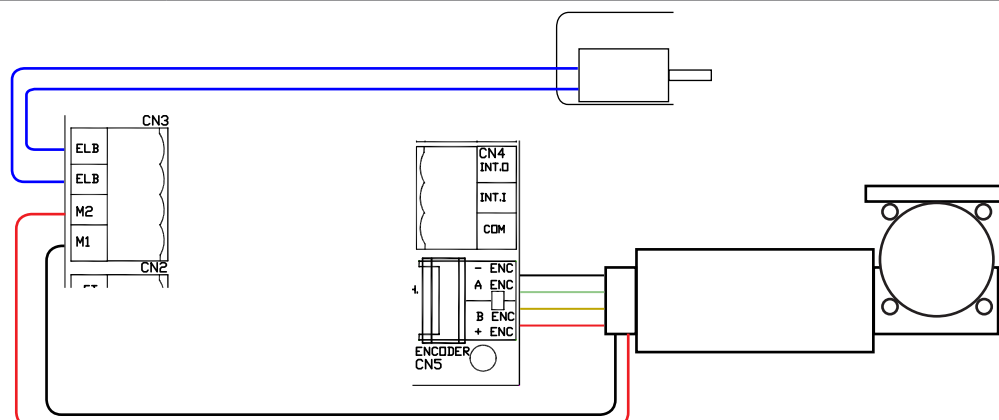 CN3
ELB
ELB
M2
M1
CN2
CN4
INT.O
INT.I
COM
- ENC
A ENC
B ENC
+ ENC
ENCODER
CN5